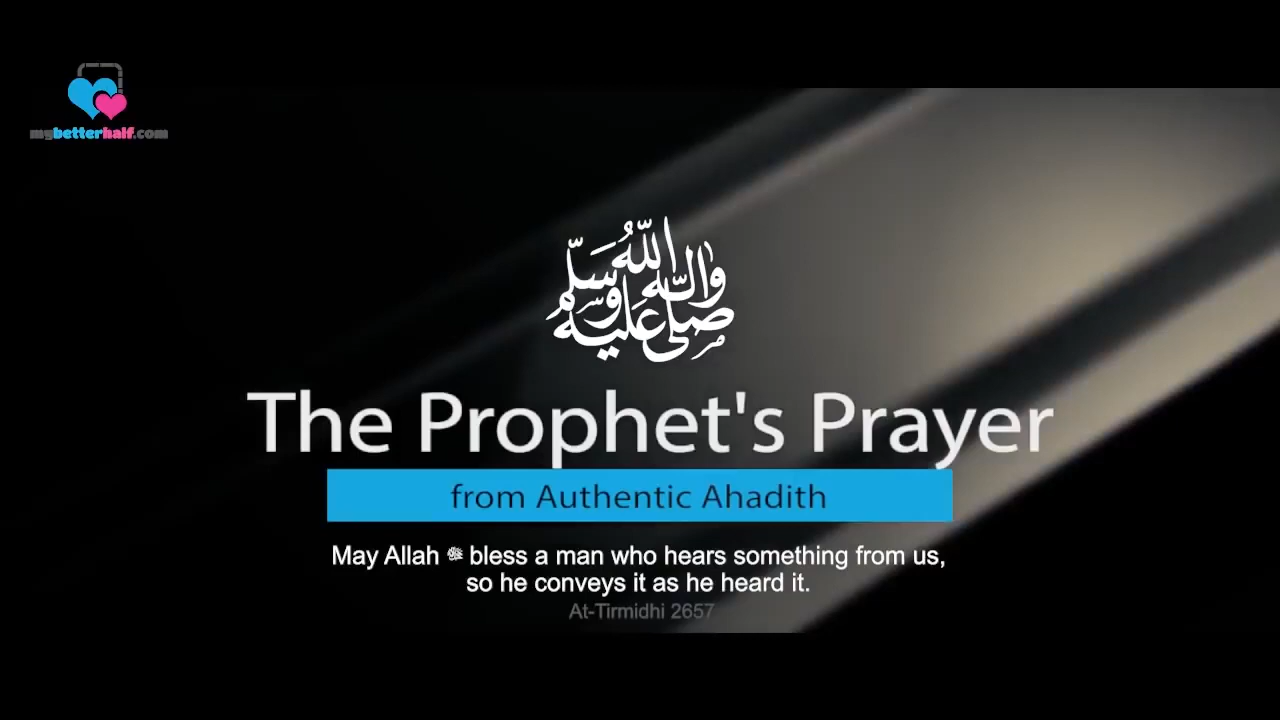 mybetterhalf.com
صلى الله عليه وآله وسلم
The Prophet's Prayer
from Authentic Ahadith
May Allah ﷻ bless a man who hears something from us,
so he conveys it as he heard it.
At-Tirmidhi 2657